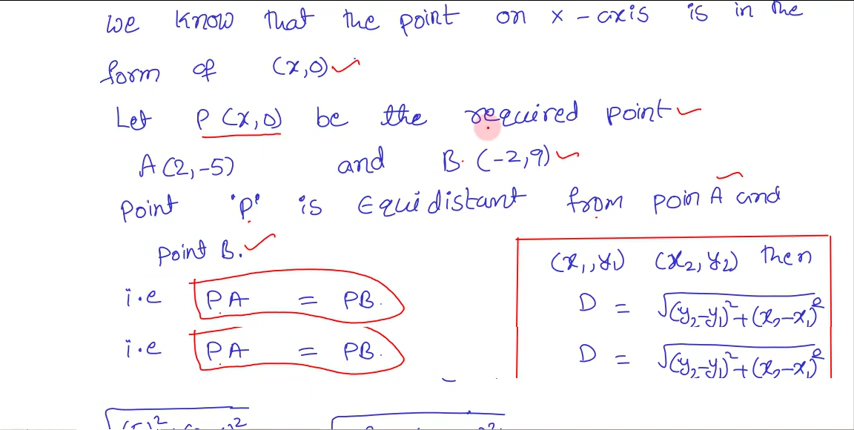 we know that the point on x-axis is in the
form of (x,0)
Let P(x,0) be the required point
A(2,-5) and B.(-2,9)
Point 'P' is Equidistant from poin A and
Point B.
i.e PA = PB.
i.e PA = PB.
(x₁,y₁) (x₂,y₂) then
D = √(y₂-y₁)²+(x₂-x₁)²
D = √(y₂-y₁)²+(x₂-x₁)²